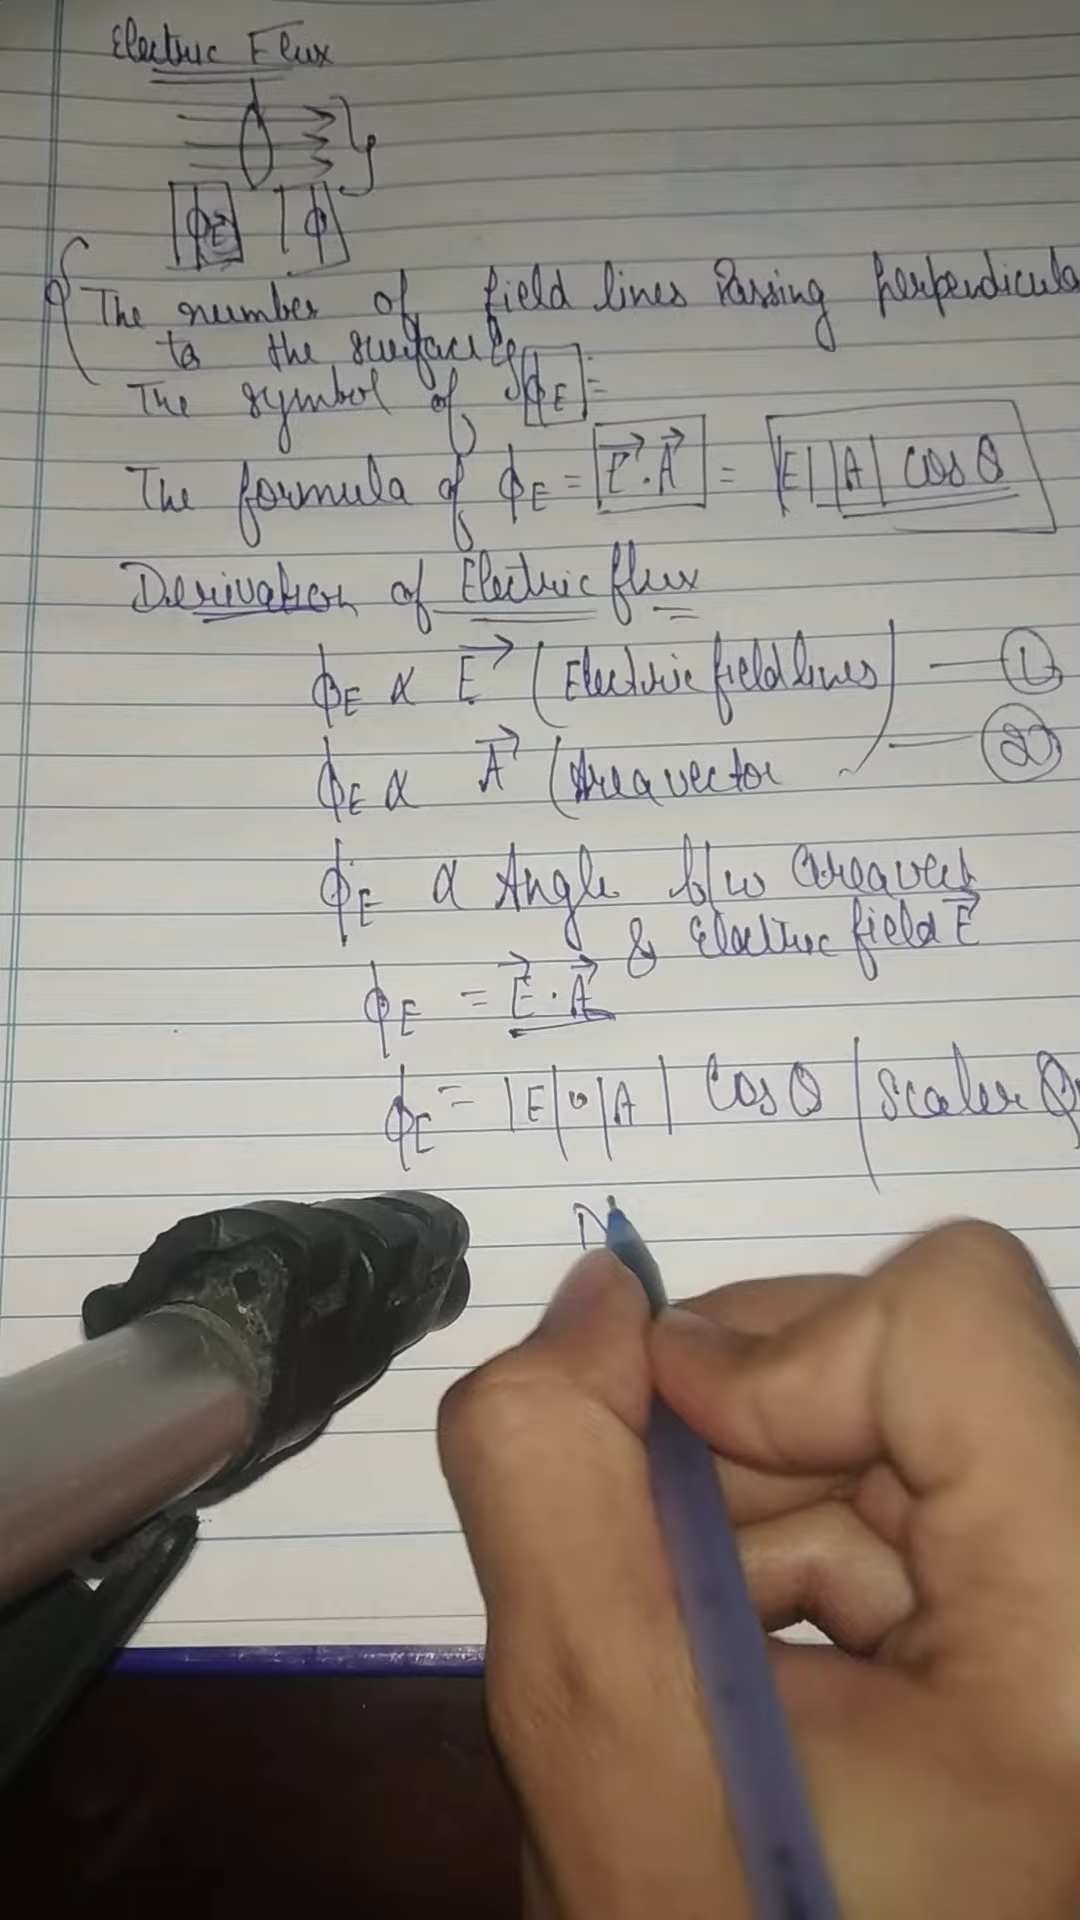 Electric Flux
ϕE ϕ
The number of field lines Passing perpendicula
to the surface
The symbol of ϕE =
The formula of ϕE = E⃗.A⃗ = |E||A| cos θ
Derivation of Electric flux
ϕE α E⃗ (Electric field lines) — 1
ϕE α A⃗ (Area vector — 2
ϕE α Angle b/w areavect
& Electric field E⃗
ϕE = E⃗.A⃗
ϕE = |E|.|A| Cos θ (Scaler